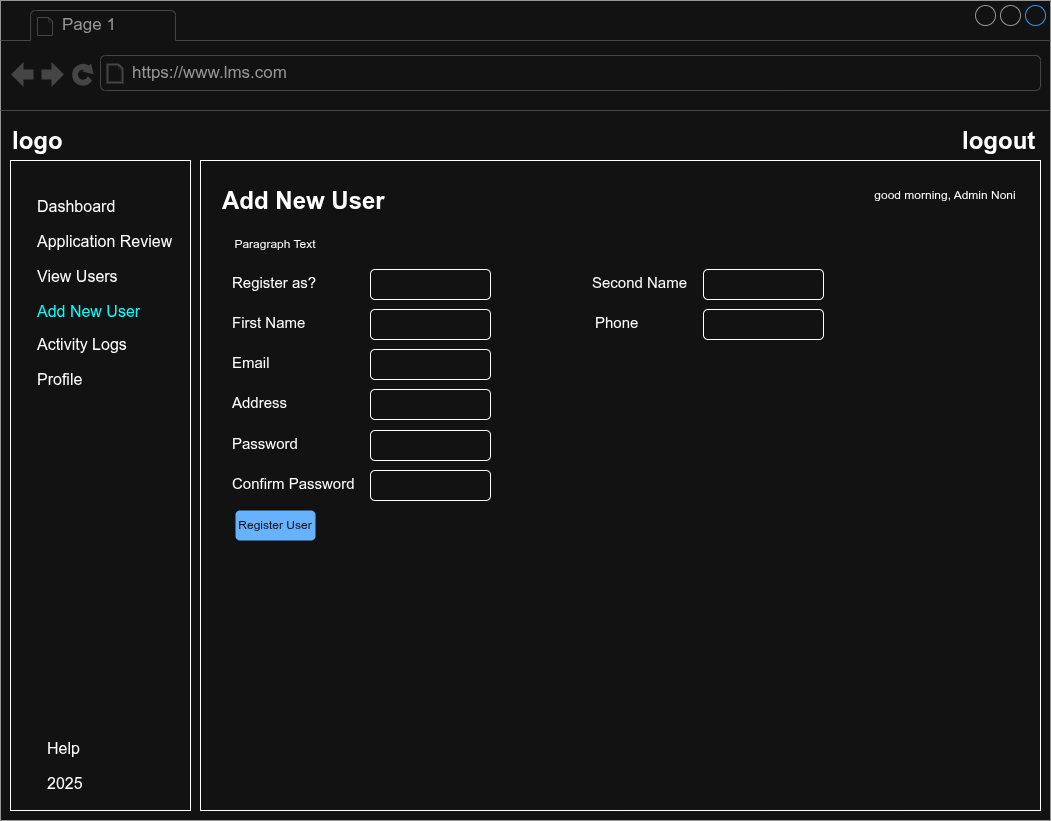 Page 1
https://www.lms.com
logo
logout
Dashboard
Application Review
View Users
Add New User
Activity Logs
Profile
Help
2025
Add New User
good morning, Admin Noni
Paragraph Text
Register as?
Second Name
First Name
Phone
Email
Address
Password
Confirm Password
Register User